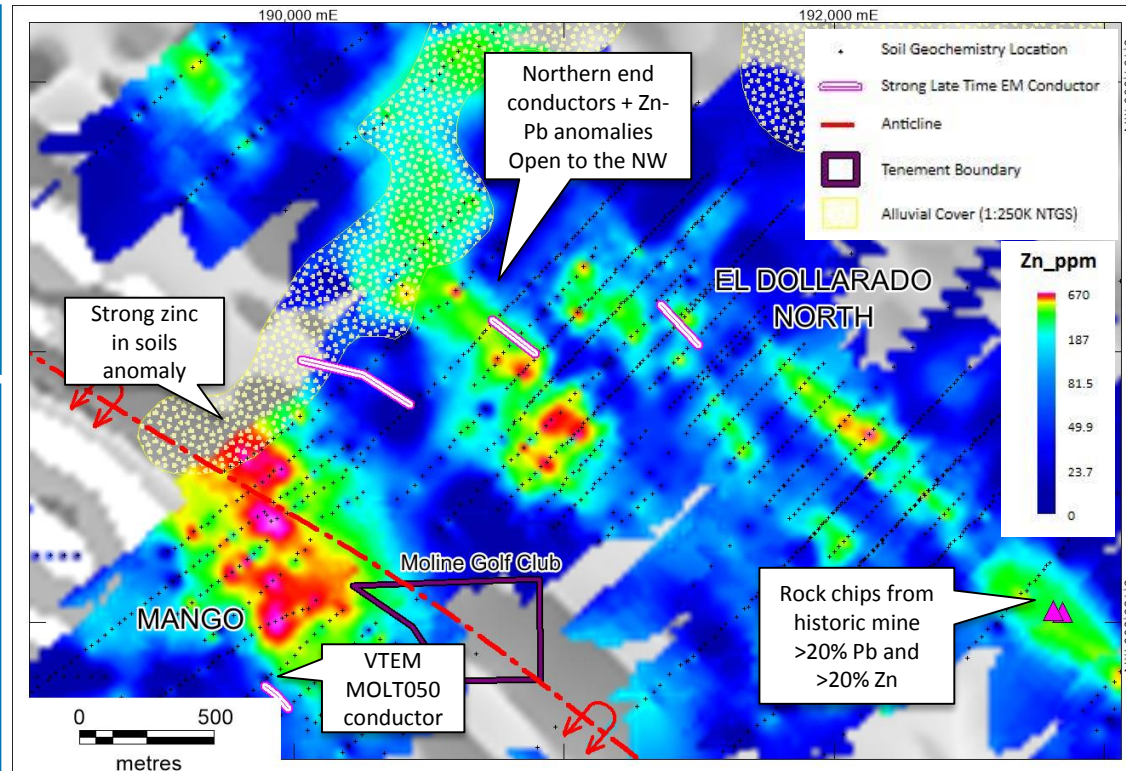 190,000 mE
192,000 mE
Soil Geochemistry Location
Strong Late Time EM Conductor
Anticline
Tenement Boundary
Alluvial Cover (1:250K NTGS)
Northern end
conductors + Zn-
Pb anomalies
Open to the NW
Zn_ppm
670
187
81.5
49.9
23.7
0
EL DOLLARADO
NORTH
Strong zinc
in soils
anomaly
Moline Golf Club
MANGO
Rock chips from
historic mine
>20% Pb and
>20% Zn
VTEM
MOLT050
conductor
0
500
metres